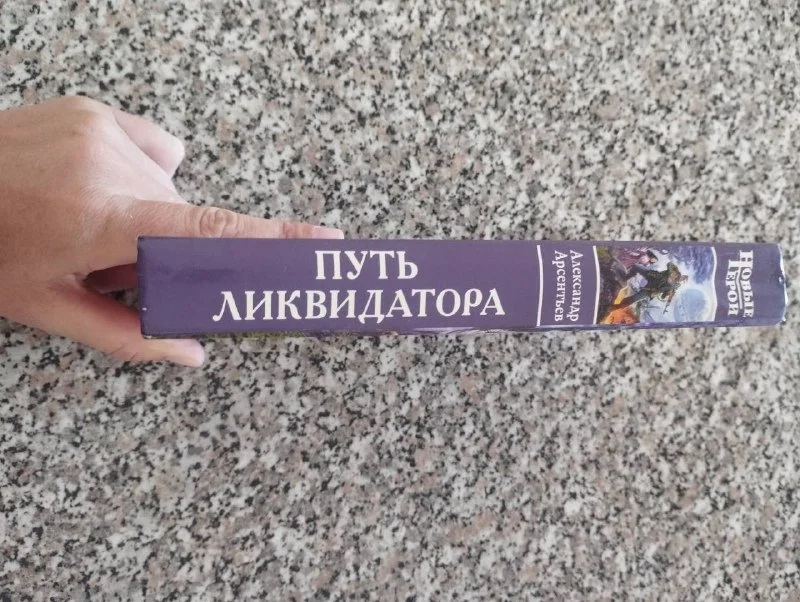 ПУТЬ
ЛИКВИДАТОРА
Александр
Арсентьев
НОВЫЕ
ГЕРОИ